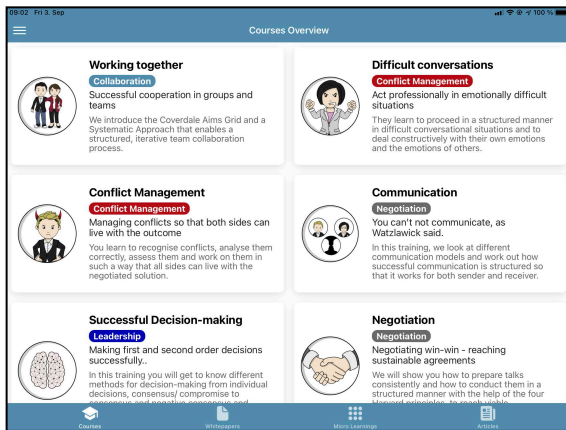 09:02 Fri 3. Sep
100 %
Courses Overview
Working together
Collaboration
Successful cooperation in groups and
teams
We introduce the Coverdale Aims Grid and a
Systematic Approach that enables a
structured, iterative team collaboration
process.
Difficult conversations
Conflict Management
Act professionally in emotionally difficult
situations
They learn to proceed in a structured manner
in difficult conversational situations and to
deal constructively with their own emotions
and the emotions of others.
Conflict Management
Conflict Management
Managing conflicts so that both sides can
live with the outcome
You learn to recognise conflicts, analyse them
correctly, assess them and work on them in
such a way that all sides can live with the
negotiated solution.
Communication
Negotiation
You can't not communicate, as
Watzlawick said.
In this training, we look at different
communication models and work out how
successful communication is structured so
that it works for both sender and receiver.
Successful Decision-making
Leadership
Making first and second order decisions
successfully..
In this training you will get to know different
methods for decision-making from individual
decisions, consensus/ compromise to
consensus and negative consensus and
Negotiation
Negotiation
Negotiating win-win - reaching
sustainable agreements
We will show you how to prepare talks
consistently and how to conduct them in a
structured manner with the help of the four
Harvard principles, to reach viable
Courses
Whitepapers
Micro Learnings
Articles